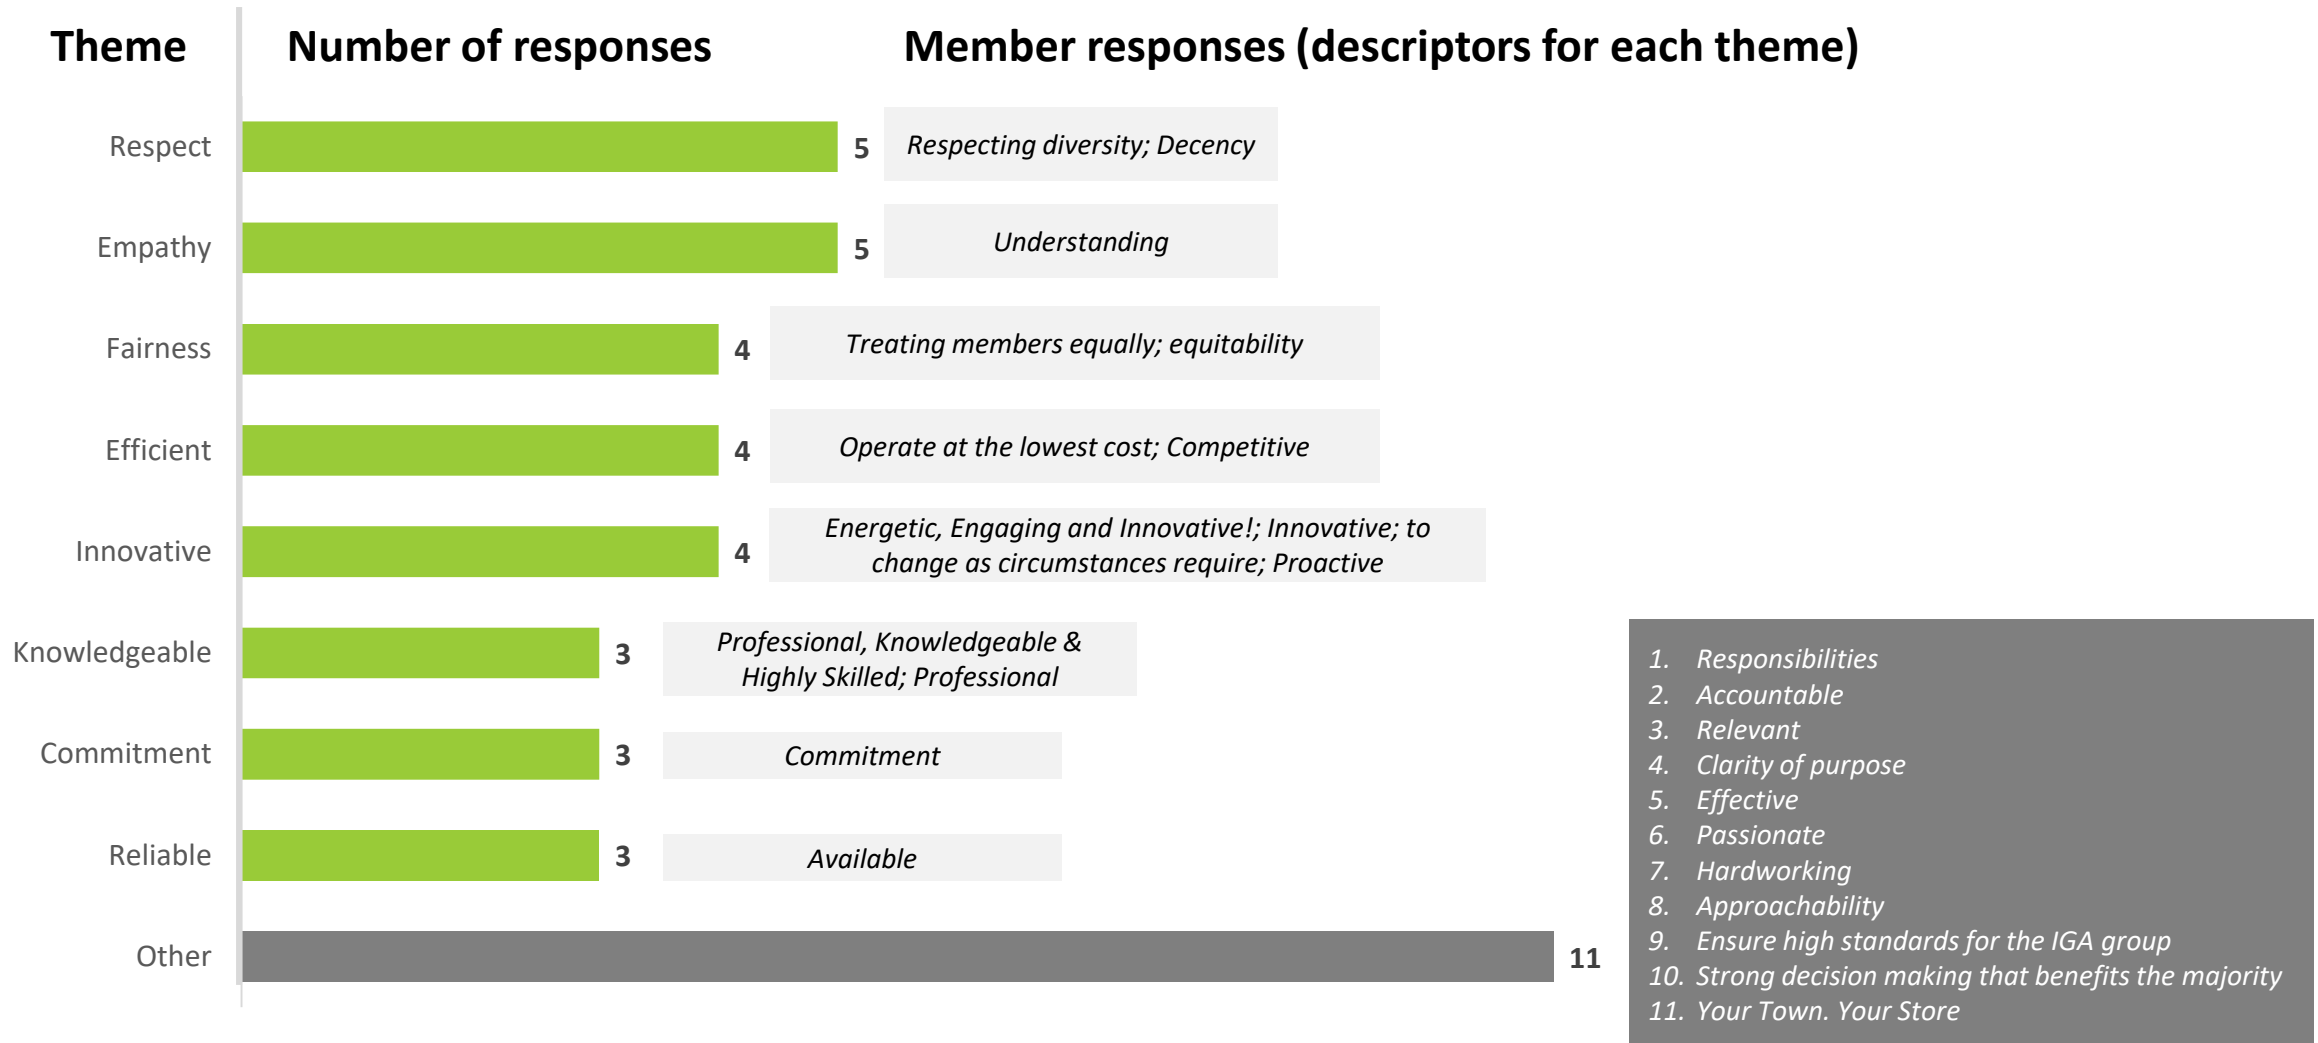 Theme
Number of responses
Member responses (descriptors for each theme)
Respect
5
Respecting diversity; Decency
Empathy
5
Understanding
Fairness
4
Treating members equally; equitability
Efficient
4
Operate at the lowest cost; Competitive
Innovative
4
Energetic, Engaging and Innovative!; Innovative; to
change as circumstances require; Proactive
Knowledgeable
3
Professional, Knowledgeable &
Highly Skilled; Professional
Commitment
3
Commitment
Reliable
3
Available
Other
11
1. Responsibilities
2. Accountable
3. Relevant
4. Clarity of purpose
5. Effective
6. Passionate
7. Hardworking
8. Approachability
9. Ensure high standards for the IGA group
10. Strong decision making that benefits the majority
11. Your Town. Your Store